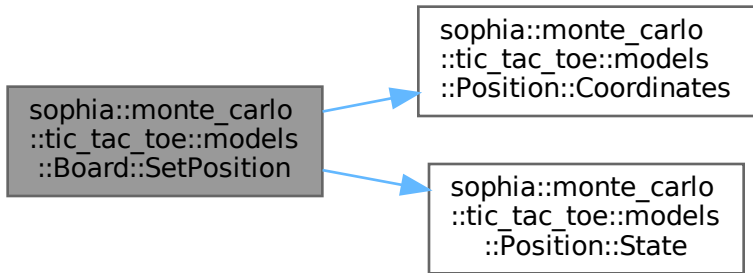 sophia::monte_carlo
::tic_tac_toe::models
::Board::SetPosition
sophia::monte_carlo
::tic_tac_toe::models
::Position::Coordinates
sophia::monte_carlo
::tic_tac_toe::models
::Position::State